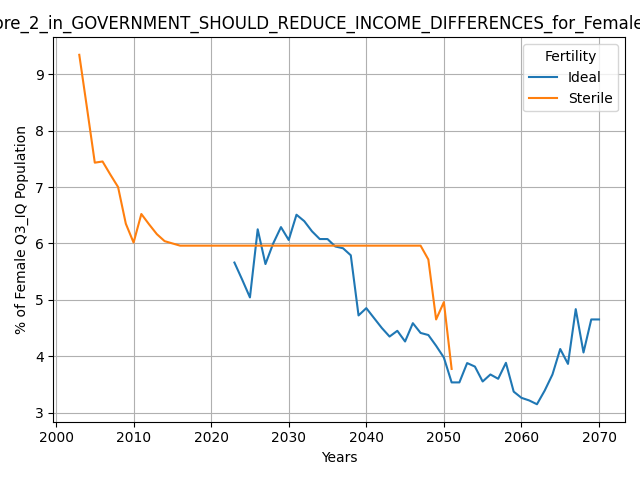 ore_2_in_GOVERNMENT_SHOULD_REDUCE_INCOME_DIFFERENCES_for_Female
Fertility
Ideal
Sterile
% of Female Q3_IQ Population
9
8
7
6
5
4
3
2000 2010 2020 2030 2040 2050 2060 2070
Years